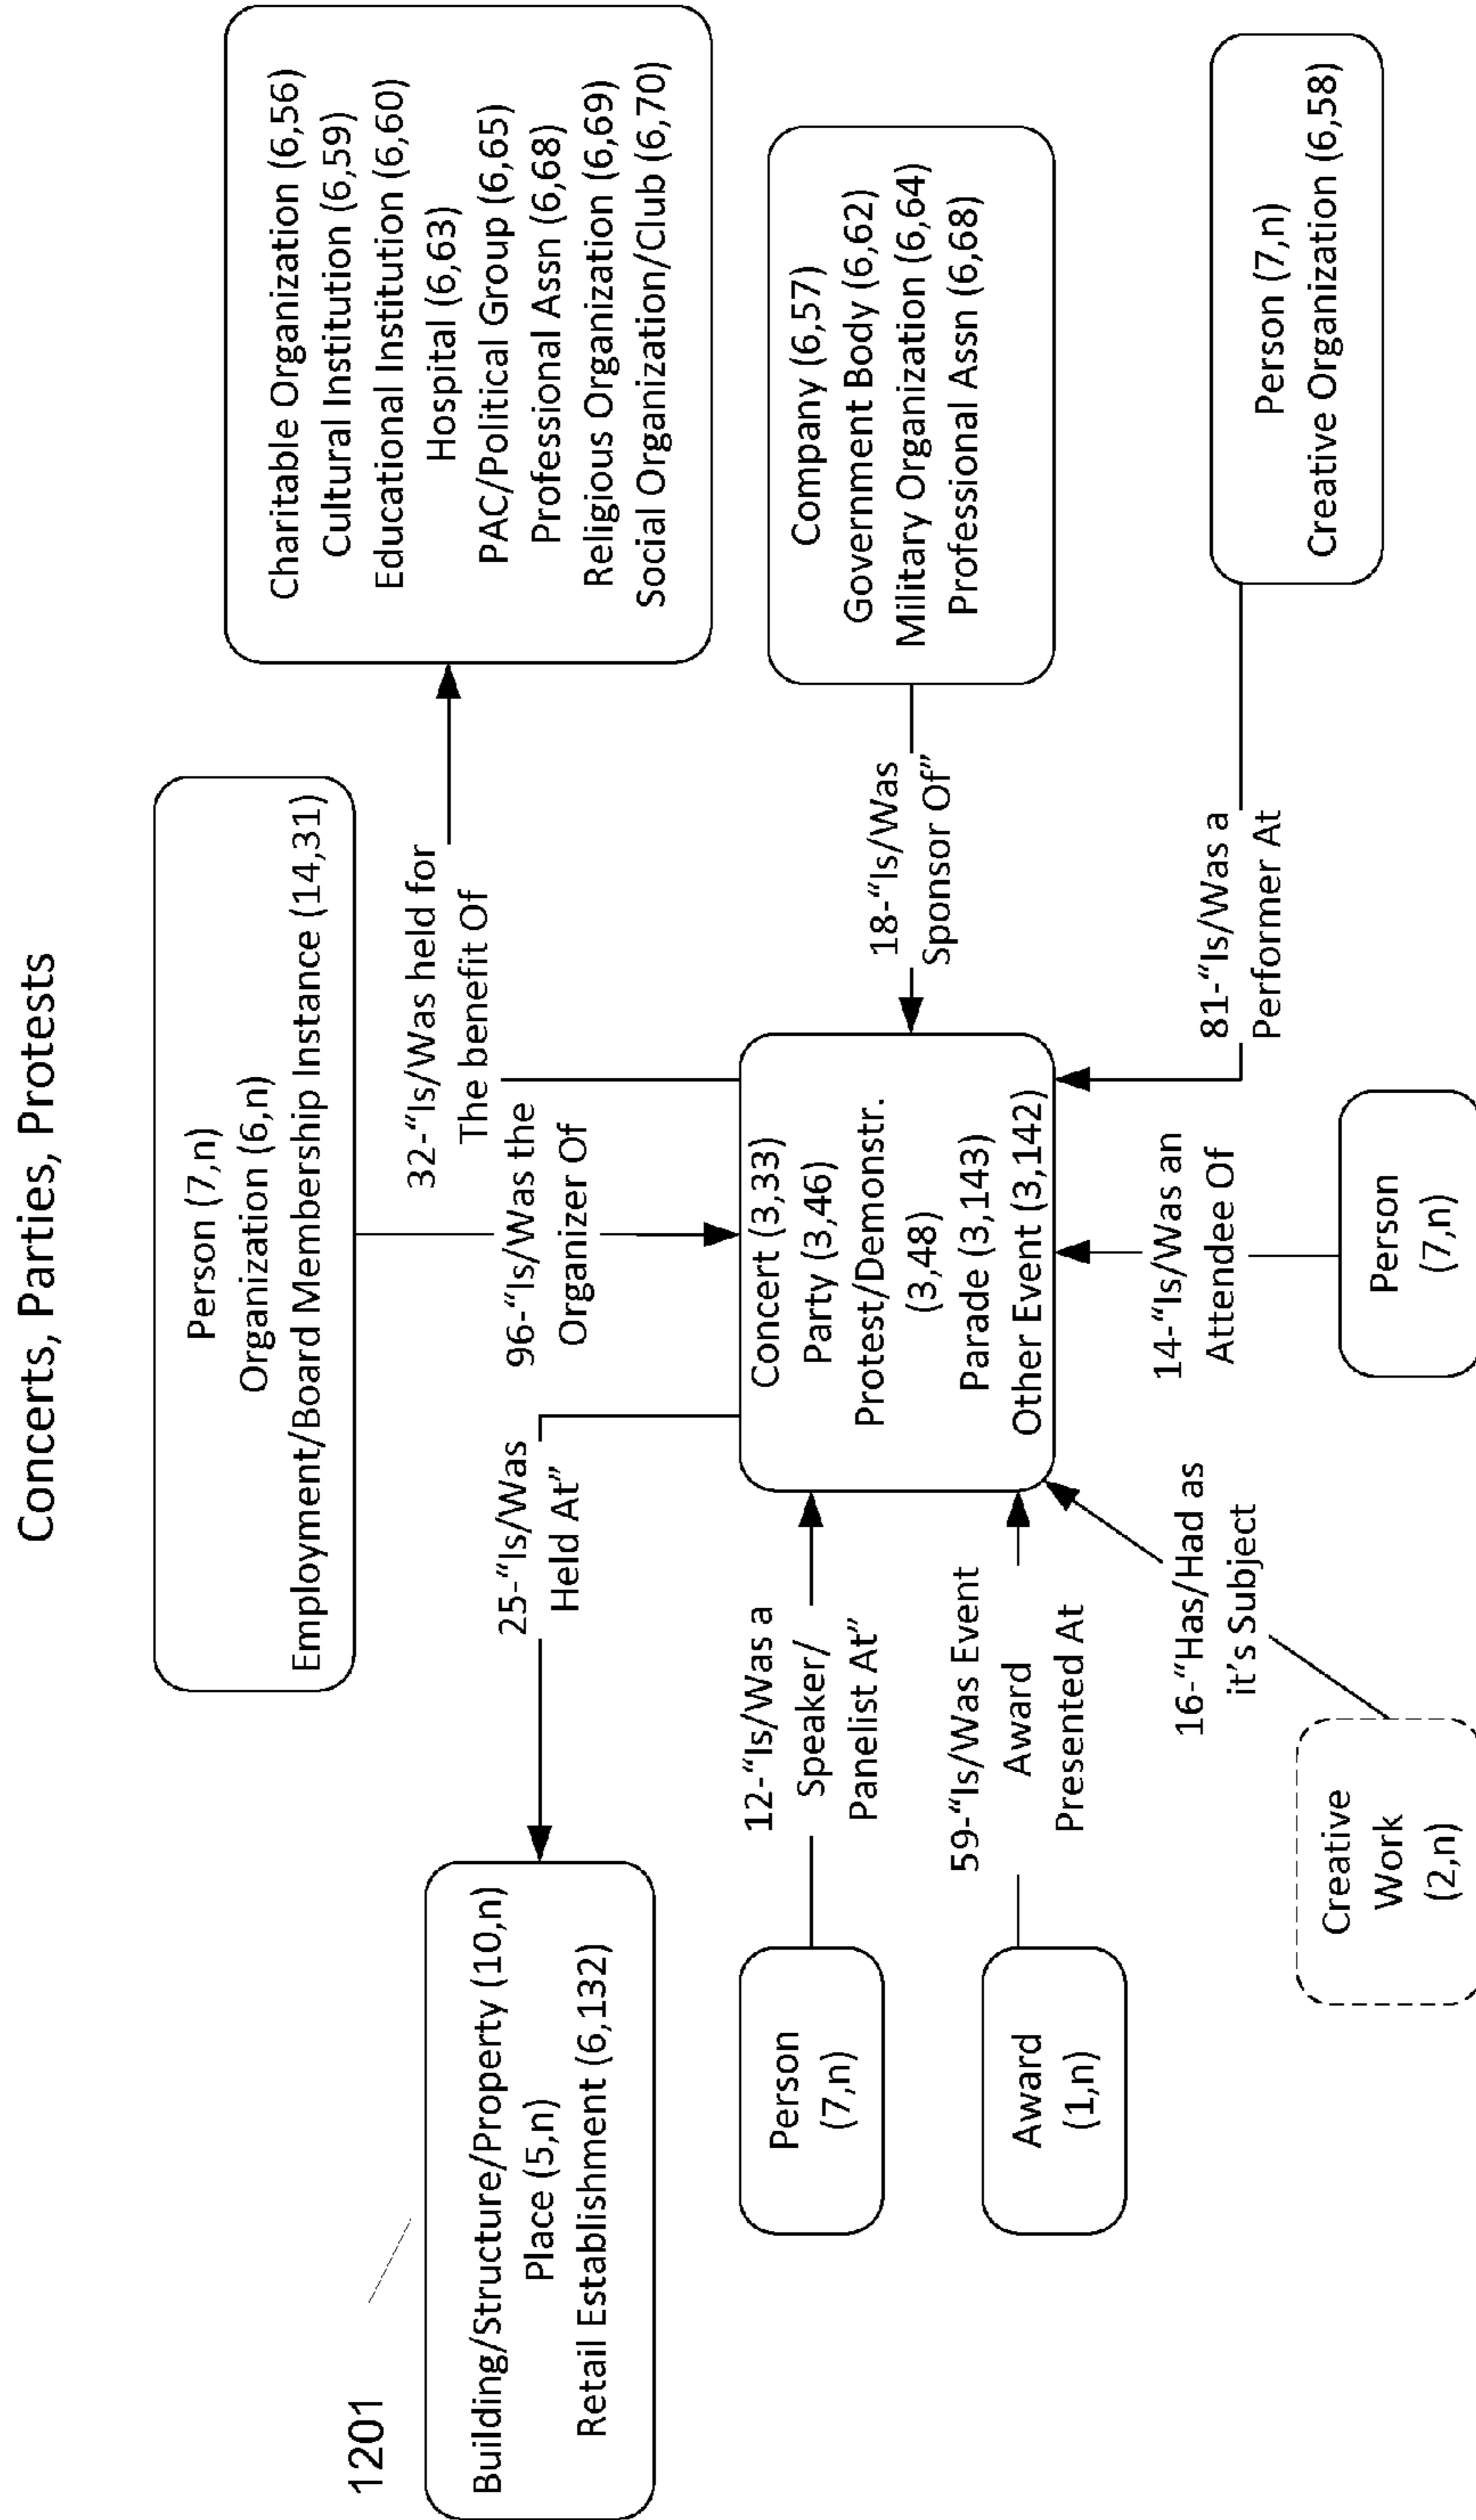 Concerts, Parties, Protests
1201
Person (7,n)
Organization (6,n)
Employment/Board Membership Instance (14,31)
Charitable Organization (6,56)
Cultural Institution (6,59)
Educational Institution (6,60)
Hospital (6,63)
PAC/Political Group (6,65)
Professional Assn (6,68)
Religious Organization (6,69)
Social Organization/Club (6,70)
32-“Is/Was held for
The benefit Of
Building/Structure/Property (10,n)
Place (5,n)
Retail Establishment (6,132)
25-“Is/Was
Held At”
96-“Is/Was the
Organizer Of
Person
(7,n)
12-“Is/Was a
Speaker/
Panelist At”
Concert (3,33)
Party (3,46)
Protest/Demonstr.
(3,48)
Parade (3,143)
Other Event (3,142)
18-“Is/Was
Sponsor Of”
Company (6,57)
Government Body (6,62)
Military Organization (6,64)
Professional Assn (6,68)
Award
(1,n)
59-“Is/Was Event
Award
Presented At
16-“Has/Had as
it’s Subject
14-“Is/Was an
Attendee Of
81-“Is/Was a
Performer At
Person (7,n)
Creative Organization (6,58)
Creative
Work
(2,n)
Person
(7,n)